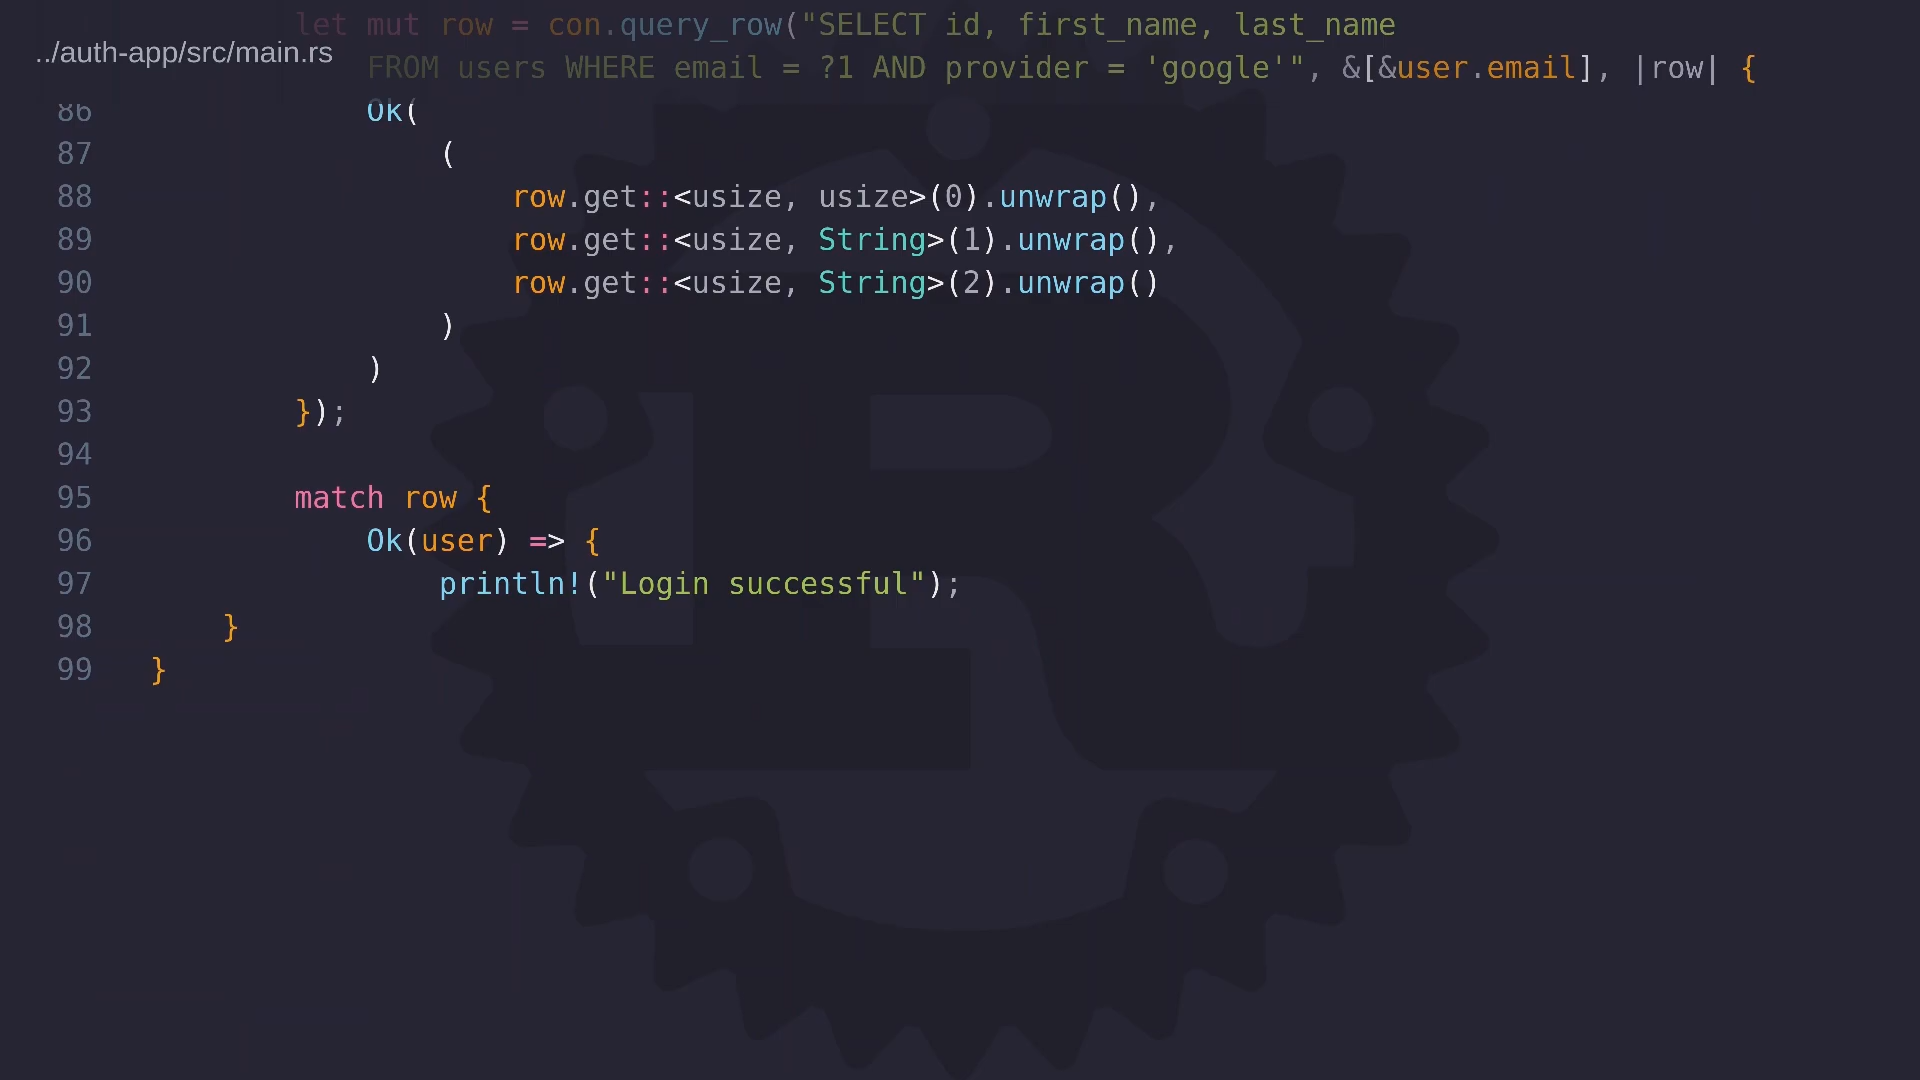 let mut row = con.query_row("SELECT id, first_name, last_name
../auth-app/src/main.rs
FROM users WHERE email = ?1 AND provider = 'google'", &[&user.email], |row| {
86 Ok(
87 (
88 row.get::<usize, usize>(0).unwrap(),
89 row.get::<usize, String>(1).unwrap(),
90 row.get::<usize, String>(2).unwrap()
91 )
92 )
93 });
94
95 match row {
96 Ok(user) => {
97 println!("Login successful");
98 }
99 }